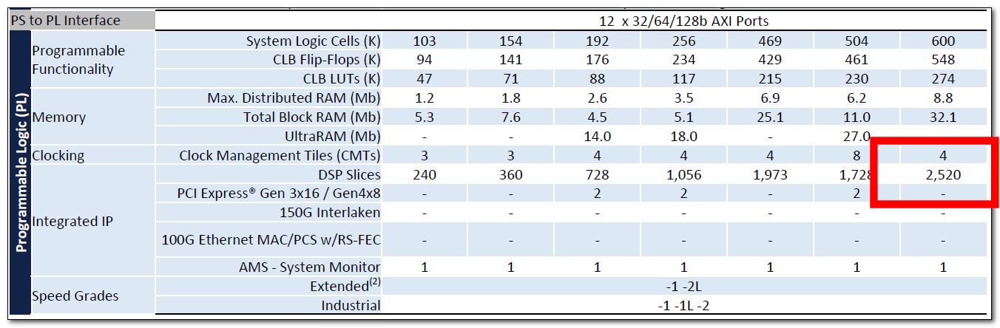 PS to PL Interface 12 x 32/64/128b AXI Ports
Programmable Logic (PL)
Programmable Functionality
System Logic Cells (K) 103 154 192 256 469 504 600
CLB Flip-Flops (K) 94 141 176 234 429 461 548
CLB LUTs (K) 47 71 88 117 215 230 274
Memory
Max. Distributed RAM (Mb) 1.2 1.8 2.6 3.5 6.9 6.2 8.8
Total Block RAM (Mb) 5.3 7.6 4.5 5.1 25.1 11.0 32.1
UltraRAM (Mb) - - 14.0 18.0 - 27.0
Clocking Clock Management Tiles (CMTs) 3 3 4 4 4 8 4
Integrated IP
DSP Slices 240 360 728 1,056 1,973 1,728 2,520
PCI Express® Gen 3x16 / Gen4x8 - - 2 2 - 2 -
150G Interlaken - - - - - - -
100G Ethernet MAC/PCS w/RS-FEC - - - - - - -
AMS - System Monitor 1 1 1 1 1 1 1
Speed Grades
Extended(2) -1 -2L
Industrial -1 -1L -2